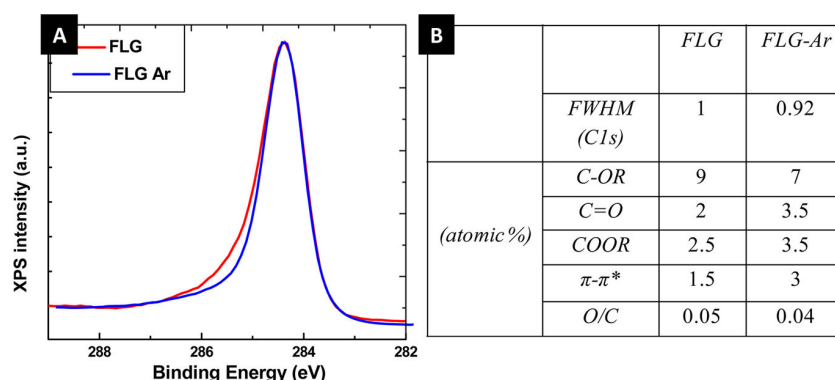 A
FLG
FLG Ar
XPS intensity (a.u.)
288 286 284 282
Binding Energy (eV)
B
FLG FLG-Ar
FWHM (C1s) 1 0.92
(atomic %)
C-OR 9 7
C=O 2 3.5
COOR 2.5 3.5
π-π* 1.5 3
O/C 0.05 0.04